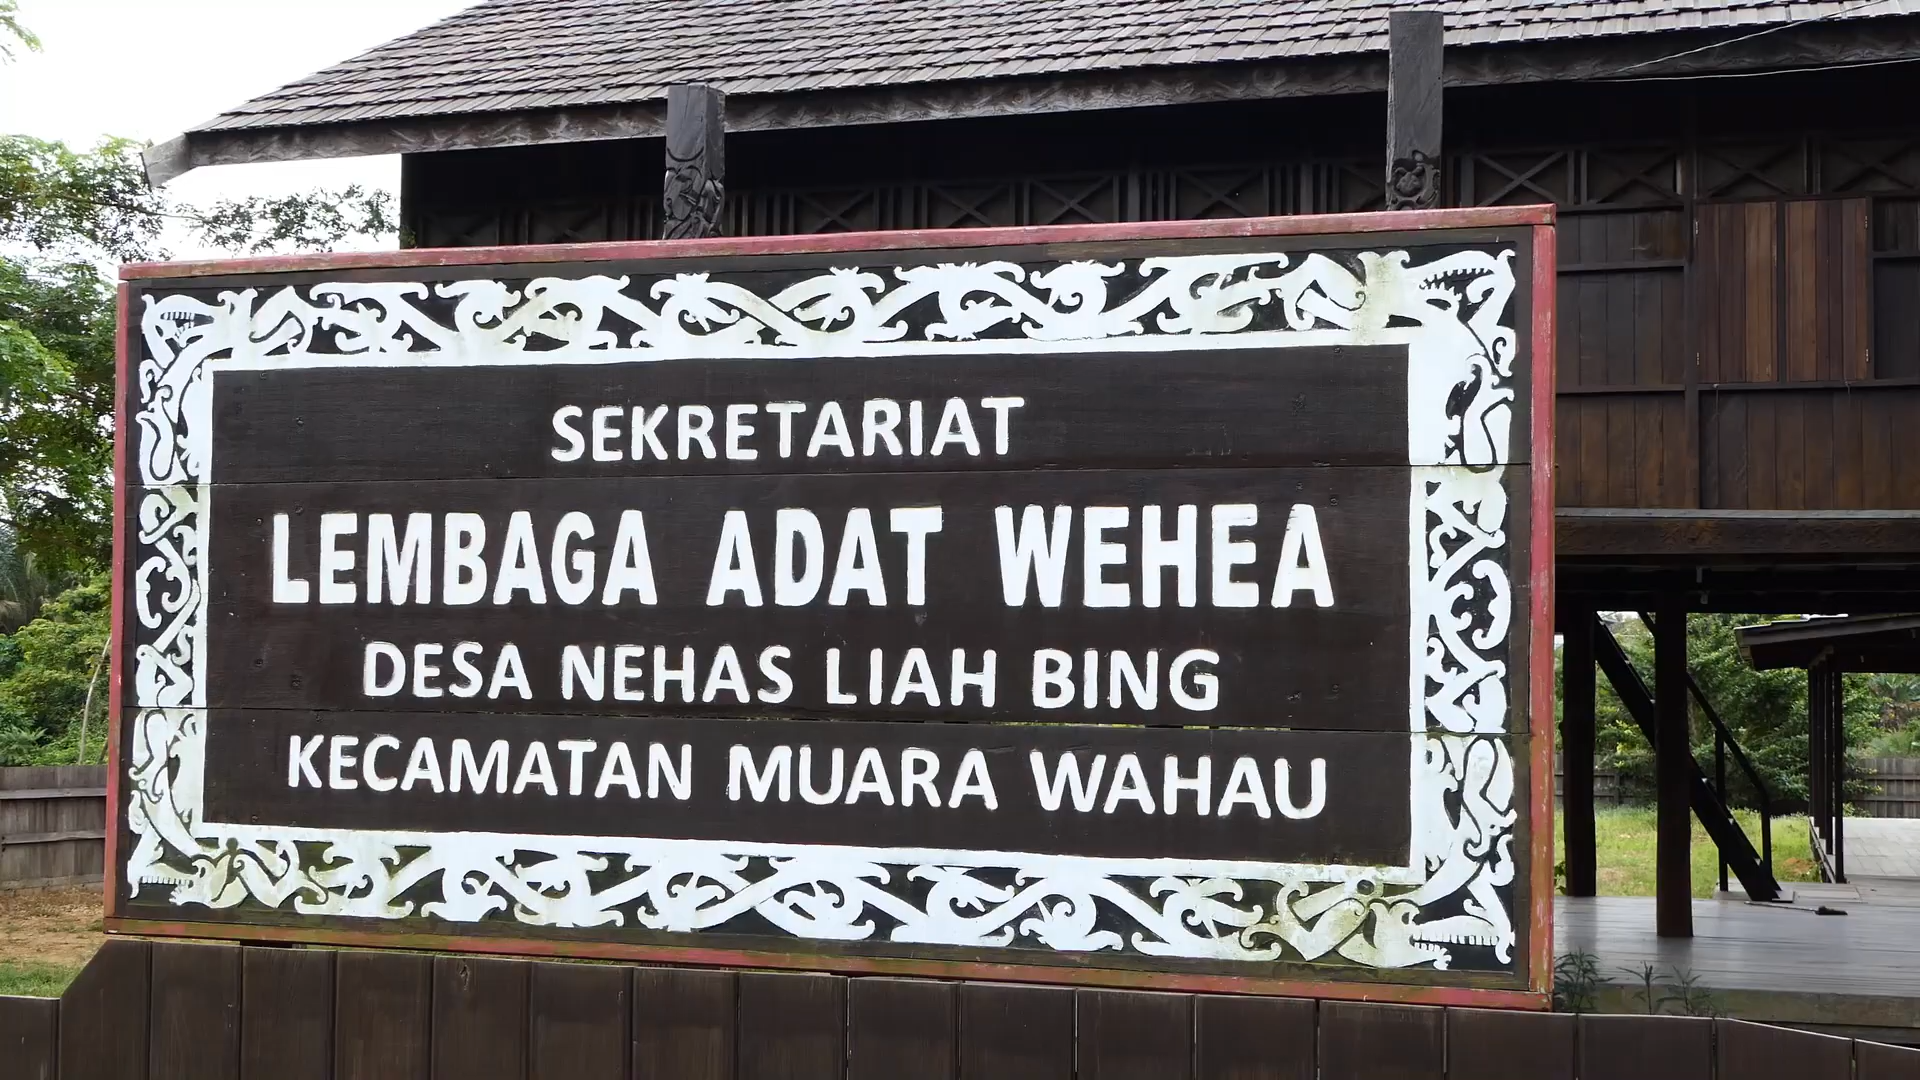 SEKRETARIAT
LEMBAGA ADAT WEHEA
DESA NEHAS LIAH BING
KECAMATAN MUARA WAHAU